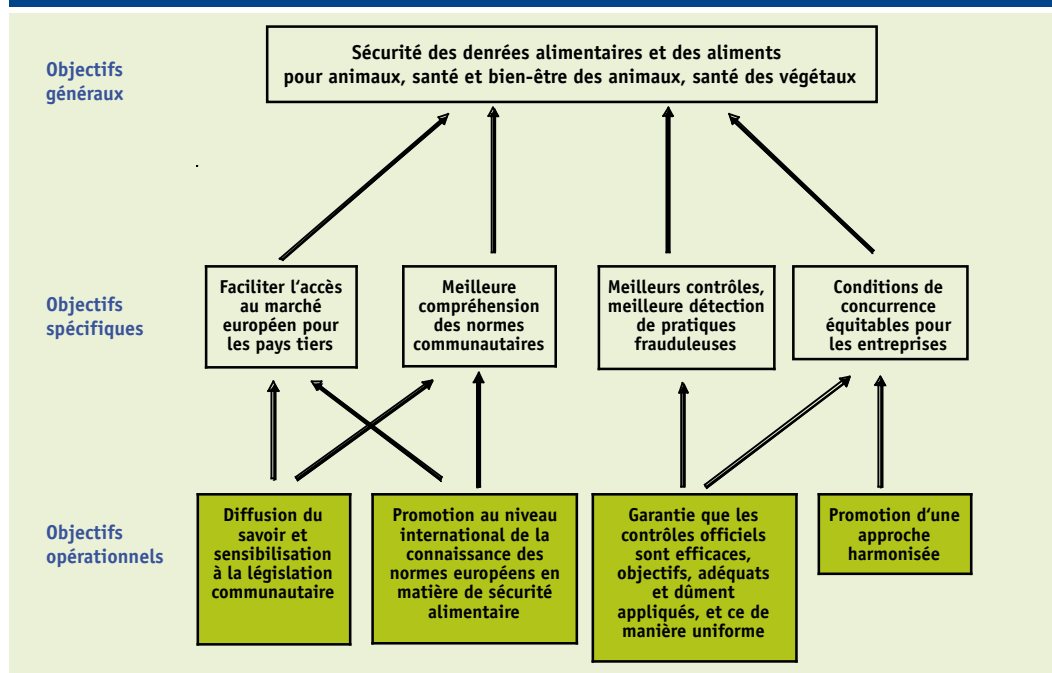 Objectifs
généraux
Sécurité des denrées alimentaires et des aliments
pour animaux, santé et bien-être des animaux, santé des végétaux
Objectifs
spécifiques
Faciliter l'accès
au marché
européen pour
les pays tiers
Meilleure
compréhension
des normes
communautaires
Meilleurs contrôles,
meilleure détection
de pratiques
frauduleuses
Conditions de
concurrence
équitables pour
les entreprises
Objectifs
opérationnels
Diffusion du
savoir et
sensibilisation
à la législation
communautaire
Promotion au niveau
international de la
connaissance des
normes européens en
matière de sécurité
alimentaire
Garantie que les
contrôles officiels
sont efficaces,
objectifs, adéquats
et dûment
appliqués, et ce de
manière uniforme
Promotion d'une
approche
harmonisée